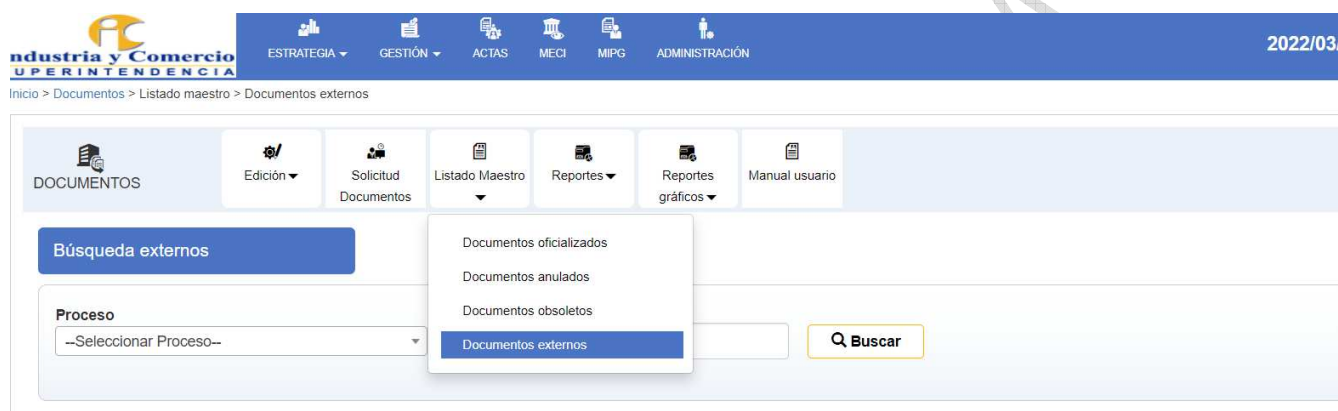 ndustria y Comercio
UPERINTENDENCIA
ESTRATEGIA
GESTIÓN
ACTAS
MECI
MIPG
ADMINISTRACIÓN
2022/03/
Inicio > Documentos > Listado maestro > Documentos externos
DOCUMENTOS
Edición
Solicitud
Documentos
Listado Maestro
Reportes
Reportes
gráficos
Manual usuario
Búsqueda externos
Documentos oficializados
Documentos anulados
Documentos obsoletos
Documentos externos
Proceso
--Seleccionar Proceso--
Buscar